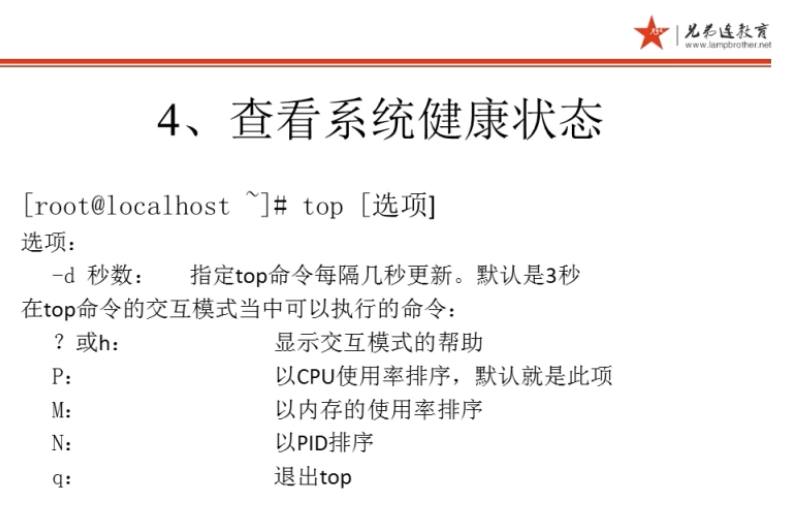 兄弟连教育
www.lampbrother.net
4、查看系统健康状态
[root@localhost ~]# top [选项]
选项：
-d 秒数： 指定top命令每隔几秒更新。默认是3秒
在top命令的交互模式当中可以执行的命令：
？或h： 显示交互模式的帮助
P： 以CPU使用率排序，默认就是此项
M： 以内存的使用率排序
N： 以PID排序
q： 退出top